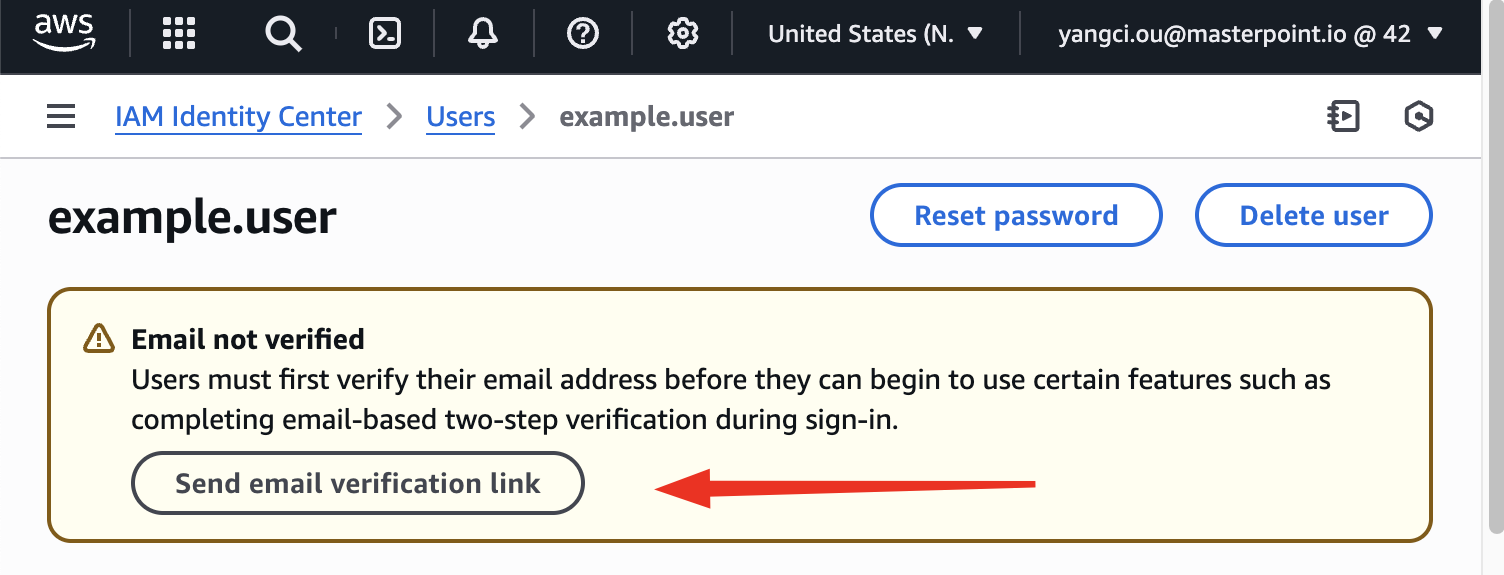 aws
United States (N.
yangci.ou@masterpoint.io @ 42
IAM Identity Center
Users
example.user
example.user
Reset password
Delete user
Email not verified
Users must first verify their email address before they can begin to use certain features such as
completing email-based two-step verification during sign-in.
Send email verification link